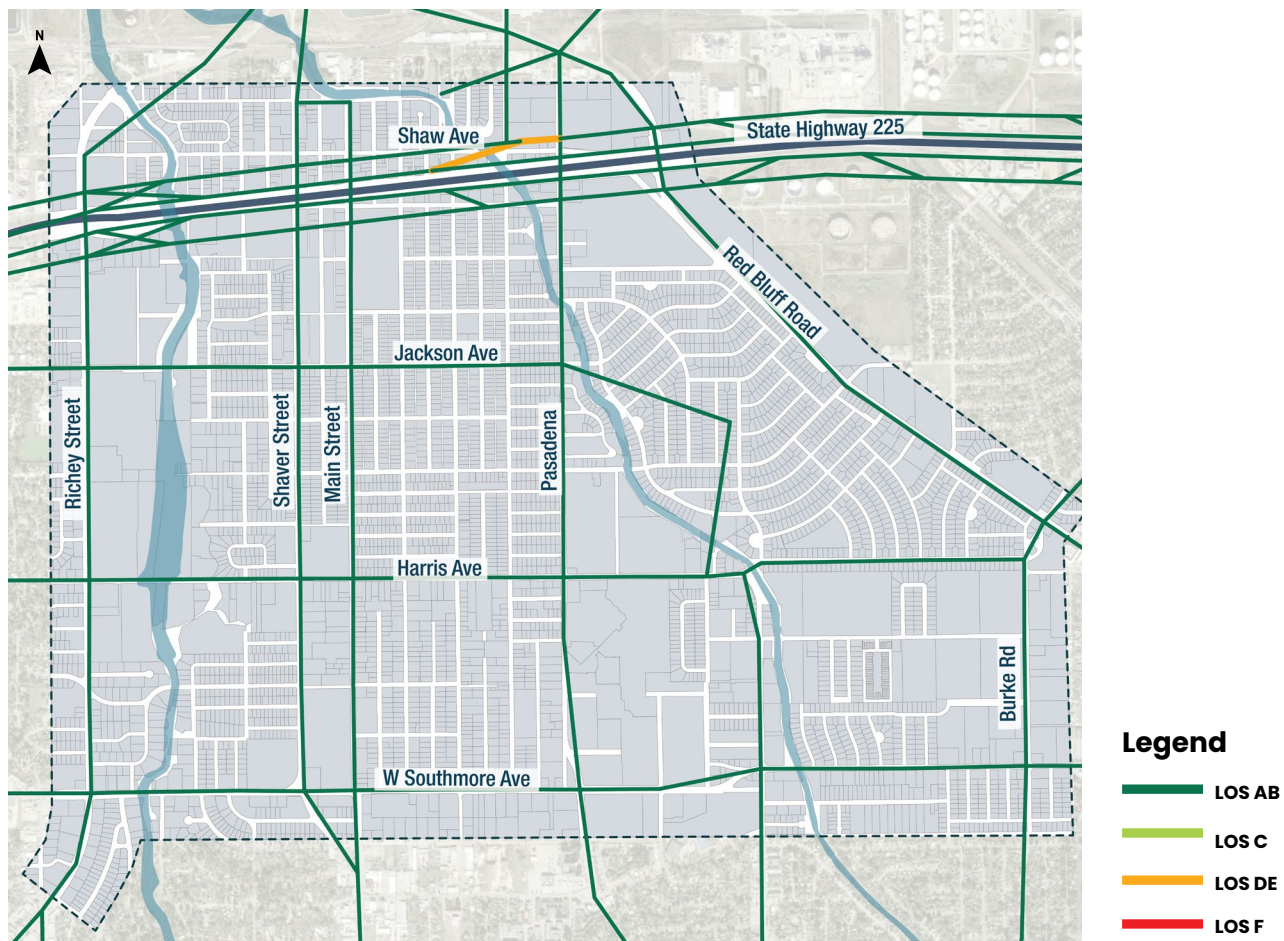 N
Shaw Ave
State Highway 225
Red Bluff Road
Jackson Ave
Richey Street
Shaver Street
Main Street
Pasadena
Harris Ave
Burke Rd
W Southmore Ave
Legend
LOS AB
LOS C
LOS DE
LOS F